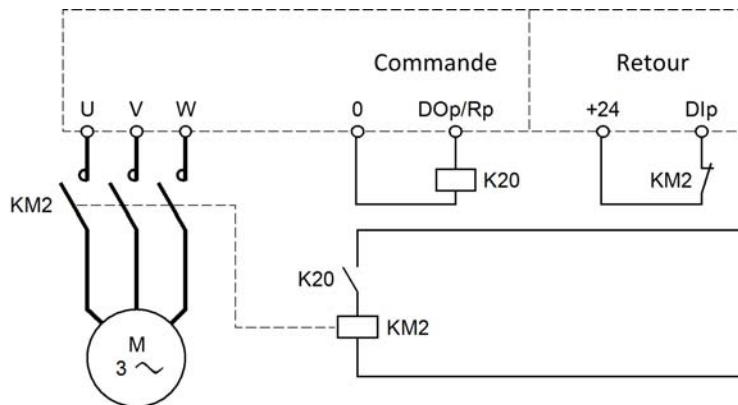 Commande
Retour
U
V
W
0
DOp/Rp
+24
DIp
K20
KM2
KM2
K20
KM2
M
3